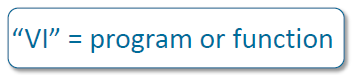 “VI” = program or function